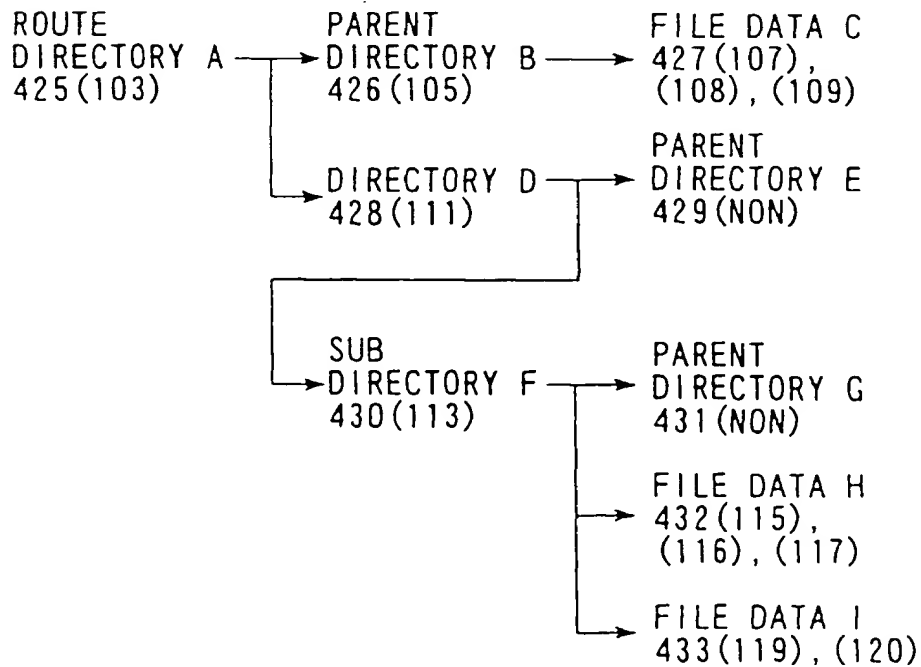 ROUTE
DIRECTORY A
425(103)
PARENT
DIRECTORY B
426(105)
FILE DATA C
427(107),
(108), (109)
DIRECTORY D
428(111)
PARENT
DIRECTORY E
429(NON)
SUB
DIRECTORY F
430(113)
PARENT
DIRECTORY G
431(NON)
FILE DATA H
432(115),
(116), (117)
FILE DATA I
433(119), (120)